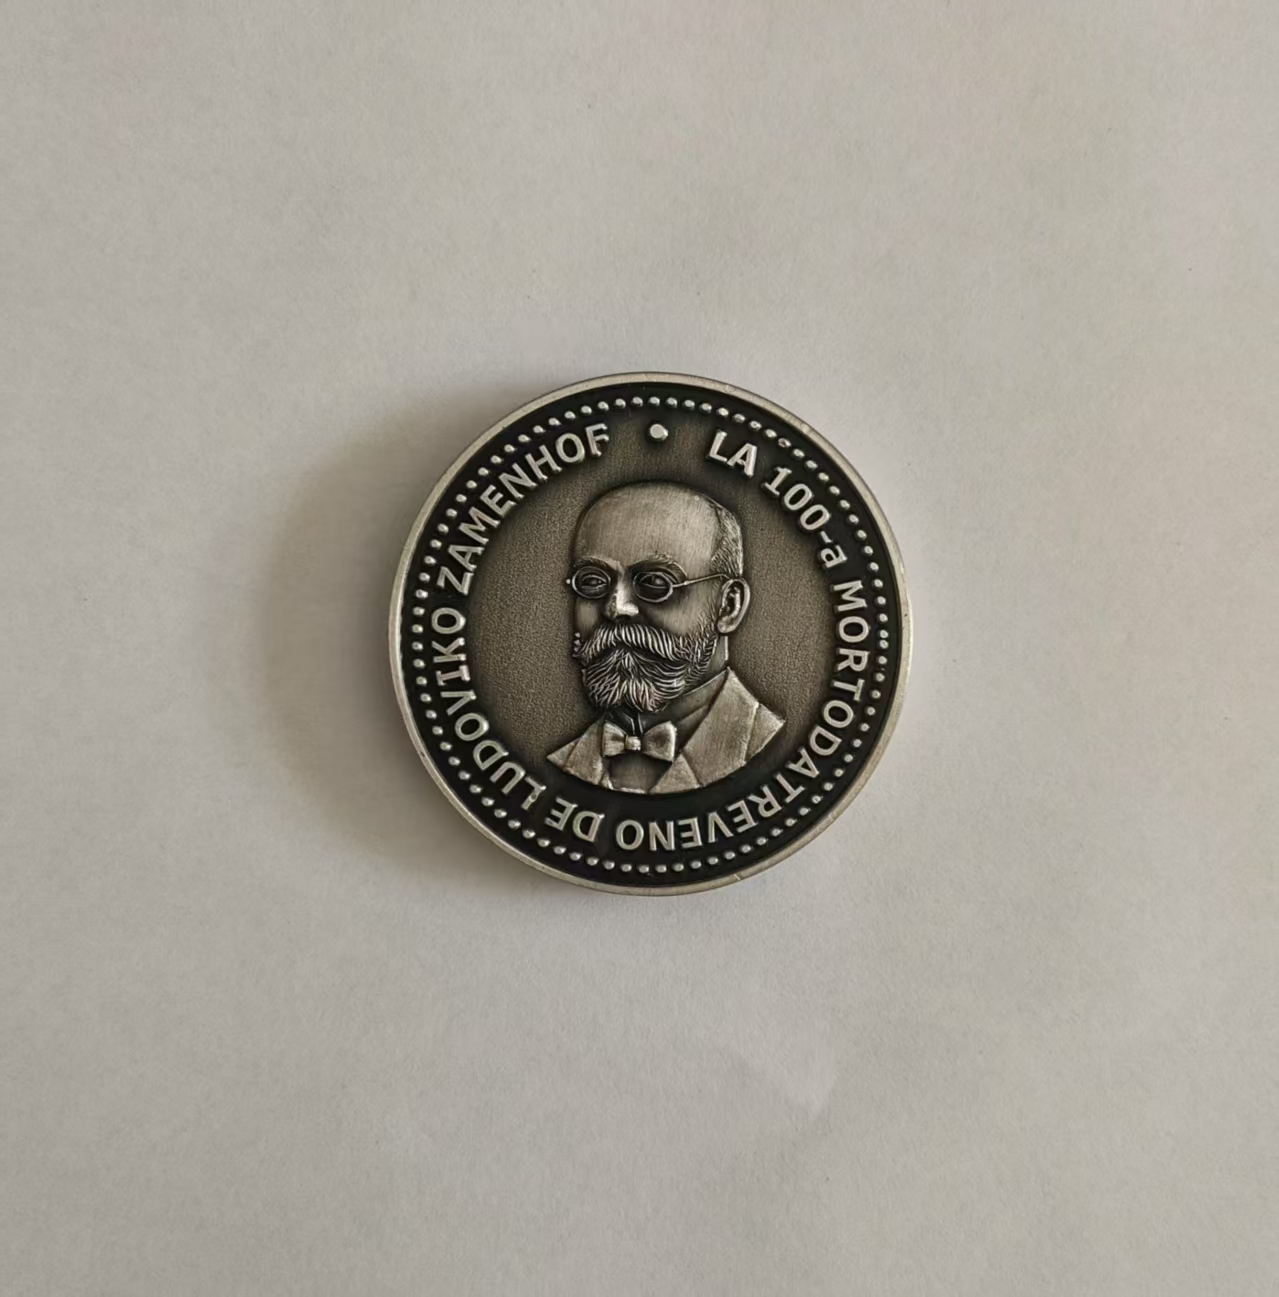 LA 100-a MORTODATREVENO DE LUDOVIKO ZAMENHOF